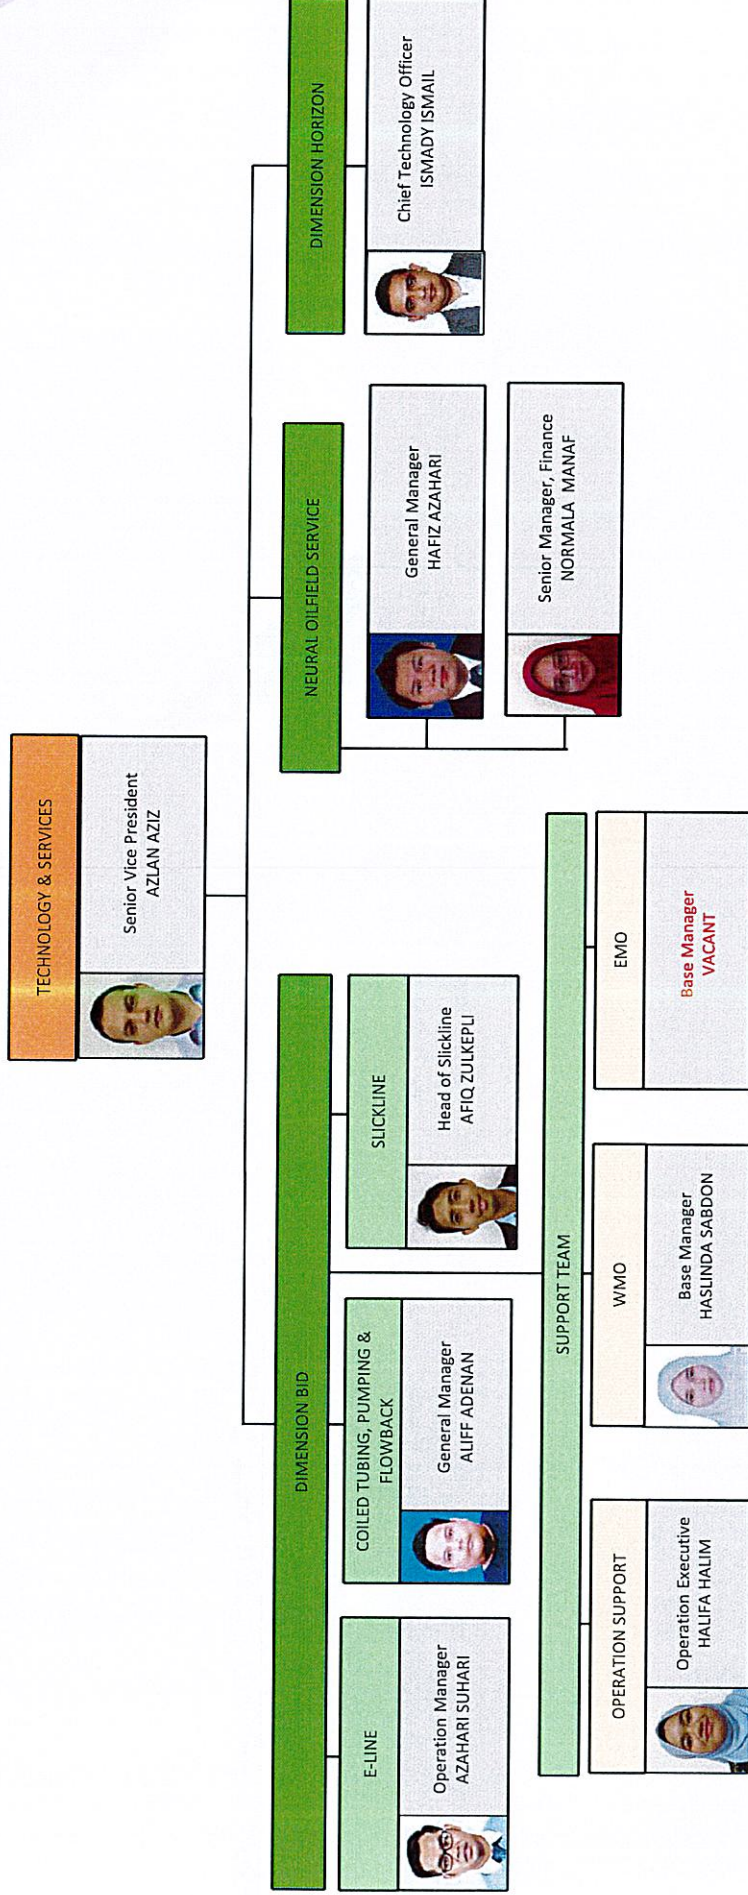 TECHNOLOGY & SERVICES
Senior Vice President
AZLAN AZIZ
DIMENSION BID
E-LINE
Operation Manager
AZAHARI SUHARI
COILED TUBING, PUMPING &
FLOWBACK
General Manager
ALIFF ADENAN
SLICKLINE
Head of Slickline
AFIQ ZULKEPLI
SUPPORT TEAM
OPERATION SUPPORT
Operation Executive
HALIFA HALIM
WMO
Base Manager
HASLINDA SABDON
EMO
Base Manager
VACANT
NEURAL OILFIELD SERVICE
General Manager
HAFIZ AZAHARI
Senior Manager, Finance
NORMALA MANAF
DIMENSION HORIZON
Chief Technology Officer
ISMADY ISMAIL